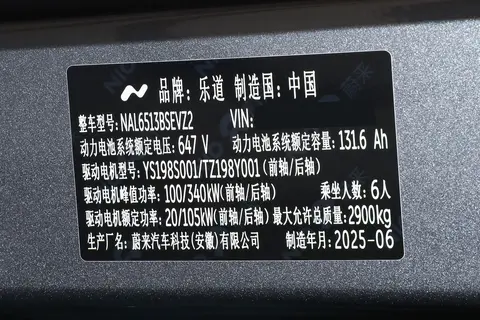 品牌：乐道 制造国：中国
整车型号：NAL6513BSEVZ2 VIN:
动力电池系统额定电压：647 V 动力电池系统额定容量：131.6 Ah
驱动电机型号：YS198S001/TZ198Y001(前轴/后轴)
驱动电机峰值功率：100/340kW(前轴/后轴) 乘坐人数：6人
驱动电机额定功率：20/105kW(前轴/后轴) 最大允许总质量：2900kg
生产厂名：蔚来汽车科技(安徽)有限公司 制造年月：2025-06